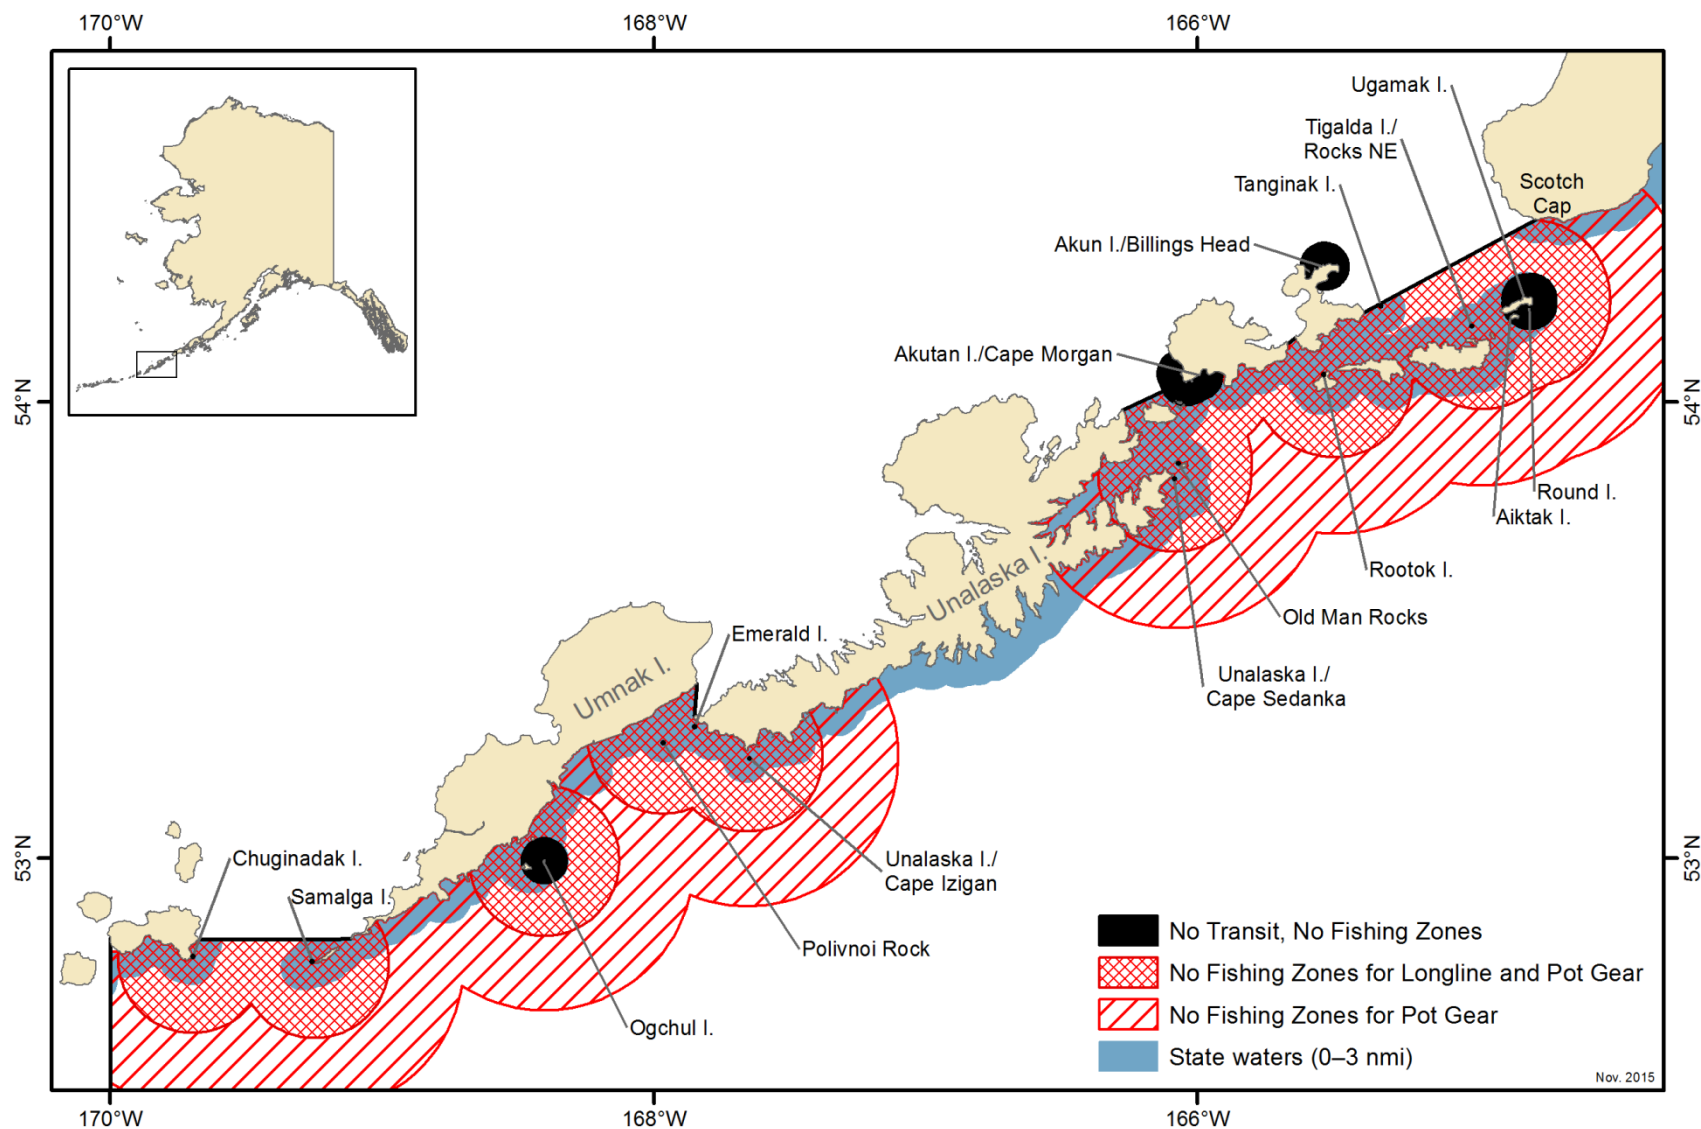 170°W
168°W
166°W
Ugamak I.
Tigalda I./
Rocks NE
Tanginak I.
Scotch
Cap
Akun I./Billings Head
Akutan I./Cape Morgan
54°N
54°N
Round I.
Aiktak I.
Rootok I.
Unalaska I.
Old Man Rocks
Emerald I.
Unalaska I./
Cape Sedanka
Umnak I.
53°N
53°N
Chuginadak I.
Unalaska I./
Cape Izigan
Samalga I.
Polivnoi Rock
Ogchul I.
No Transit, No Fishing Zones
No Fishing Zones for Longline and Pot Gear
No Fishing Zones for Pot Gear
State waters (0–3 nmi)
Nov. 2015
170°W
168°W
166°W